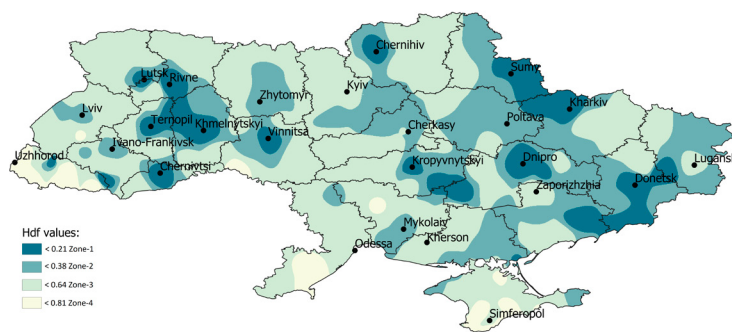 Chernihiv
Sumy
Lutsk
Rivne
Kyiv
Zhytomyr
Kharkiv
Lviv
Poltava
Ternopil
Khmelnytskyi
Cherkasy
Vinnitsa
Ivano-Frankivsk
Uzhhorod
Chernivtsi
Kropyvnytskyi
Dnipro
Lugans
Donetsk
Zaporizhzhia
Mykolaiv
Kherson
Odessa
Simferopol
Hdf values:
< 0.21 Zone-1
< 0.38 Zone-2
< 0.64 Zone-3
< 0.81 Zone-4